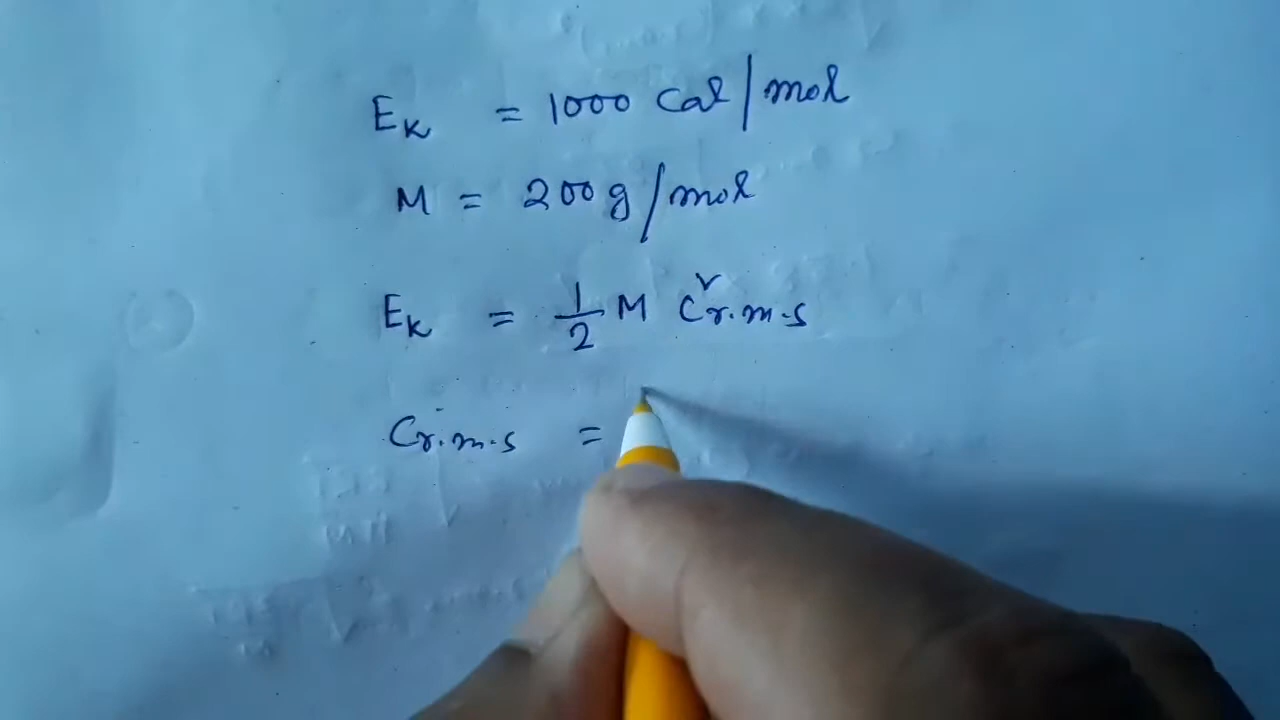 Eₖ = 1000 Cal/mol
M = 200 g/mol
Eₖ = 1/2 M C²r.m.s
Cr.m.s =